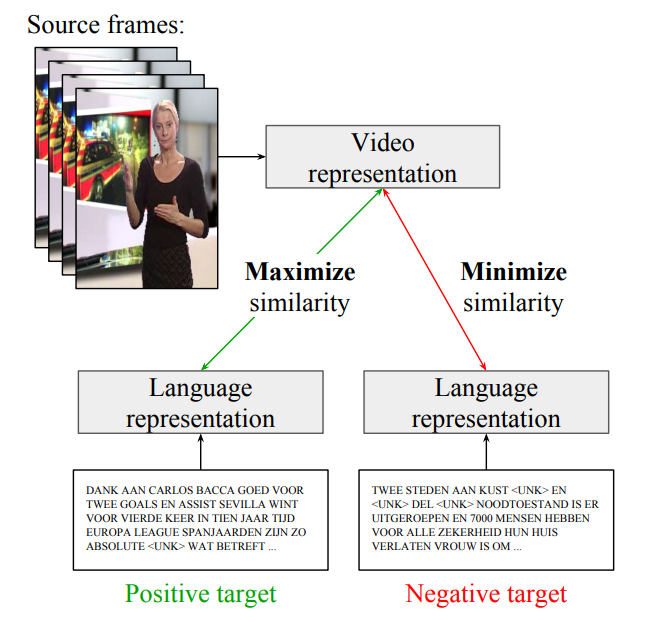 Source frames:
Video
representation
Maximize
similarity
Minimize
similarity
Language
representation
Language
representation
DANK AAN CARLOS BACCA GOED VOOR
TWEE GOALS EN ASSIST SEVILLA WINT
VOOR VIERDE KEER IN TIEN JAAR TIJD
EUROPA LEAGUE SPANJAARDEN ZIJN ZO
ABSOLUTE <UNK> WAT BETREFT ...
TWEE STEDEN AAN KUST <UNK> EN
<UNK> DEL <UNK> NOODTOESTAND IS ER
UITGEROEPEN EN 7000 MENSEN HEBBEN
VOOR ALLE ZEKERHEID HUN HUIS
VERLATEN VROUW IS OM ...
Positive target
Negative target